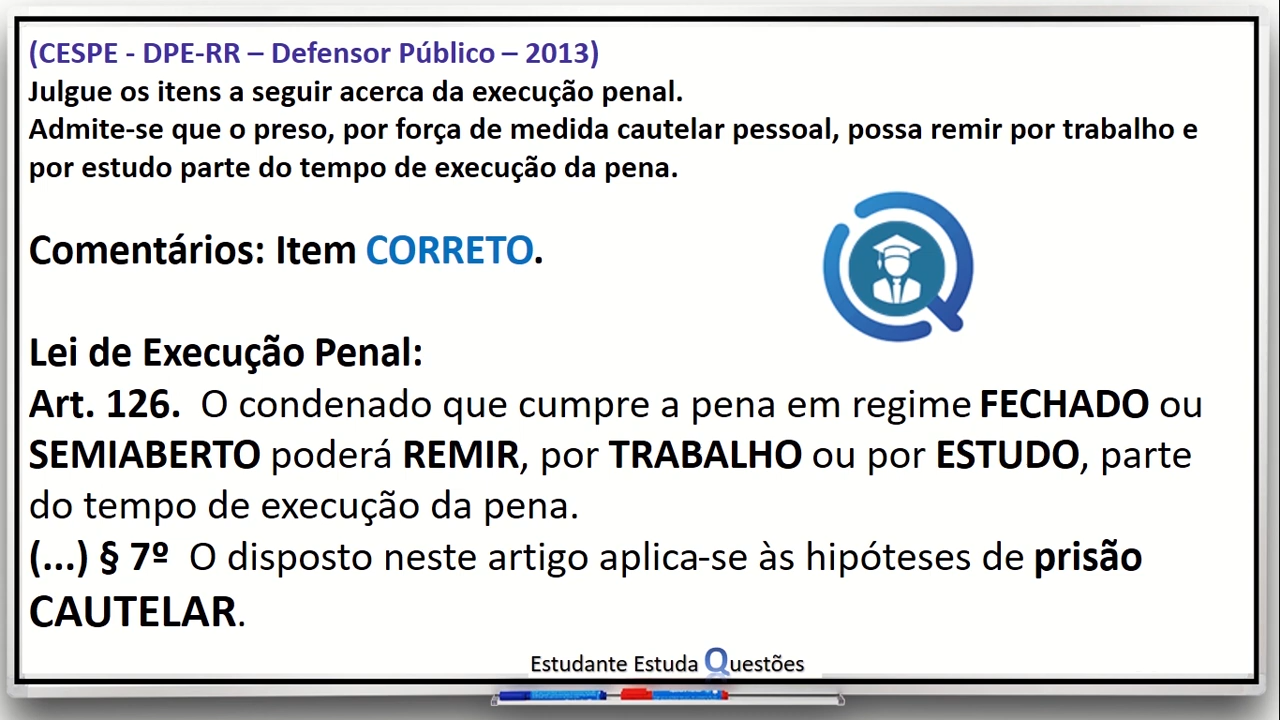 (CESPE - DPE-RR – Defensor Público – 2013)
Julgue os itens a seguir acerca da execução penal.
Admite-se que o preso, por força de medida cautelar pessoal, possa remir por trabalho e
por estudo parte do tempo de execução da pena.
Comentários: Item CORRETO.
Lei de Execução Penal:
Art. 126. O condenado que cumpre a pena em regime FECHADO ou
SEMIABERTO poderá REMIR, por TRABALHO ou por ESTUDO, parte
do tempo de execução da pena.
(...) § 7º O disposto neste artigo aplica-se às hipóteses de prisão
CAUTELAR.
Estudante Estuda Questões